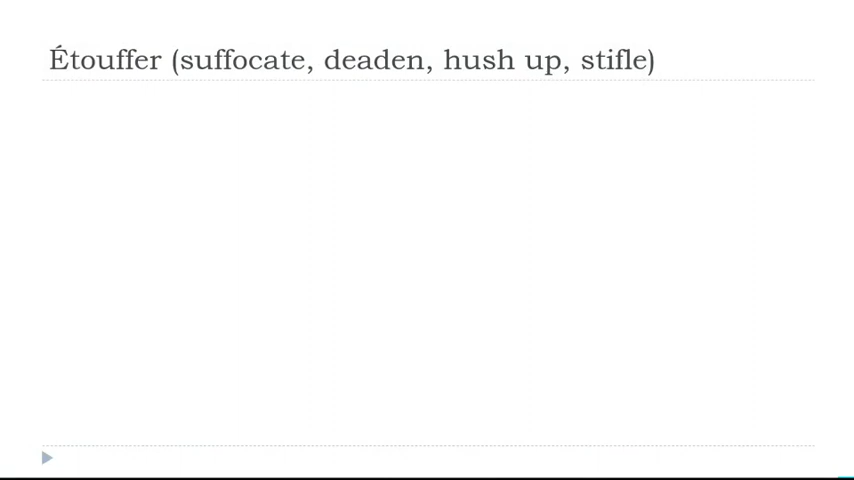 Étouffer (suffocate, deaden, hush up, stifle)